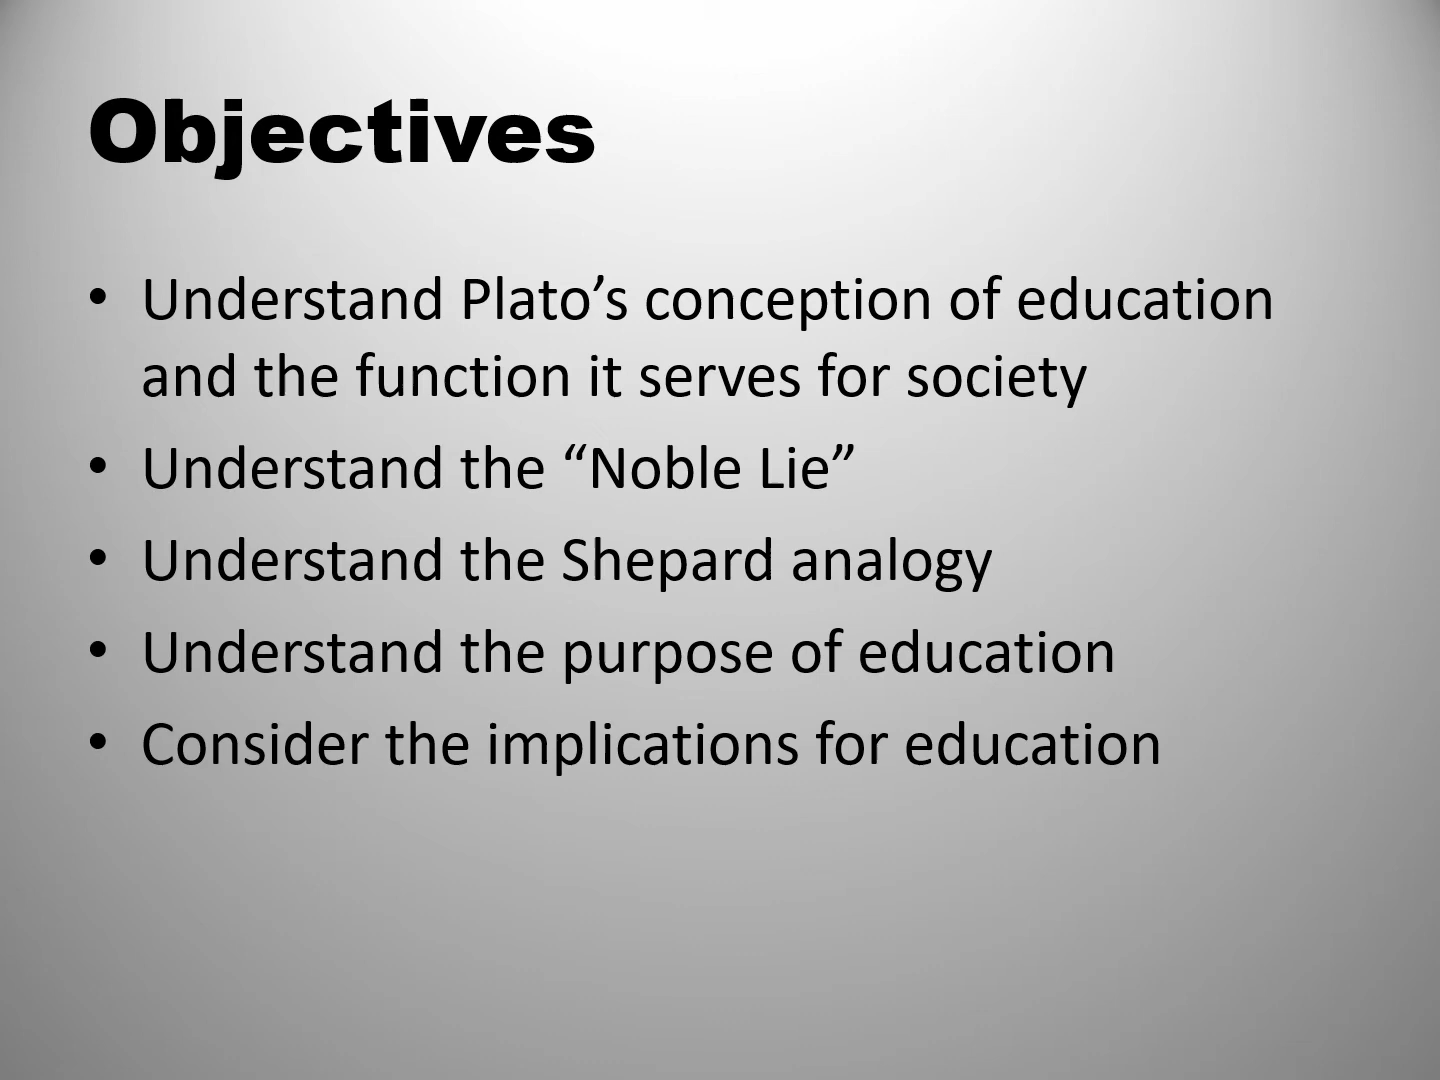 Objectives
• Understand Plato’s conception of education
and the function it serves for society
• Understand the “Noble Lie”
• Understand the Shepard analogy
• Understand the purpose of education
• Consider the implications for education